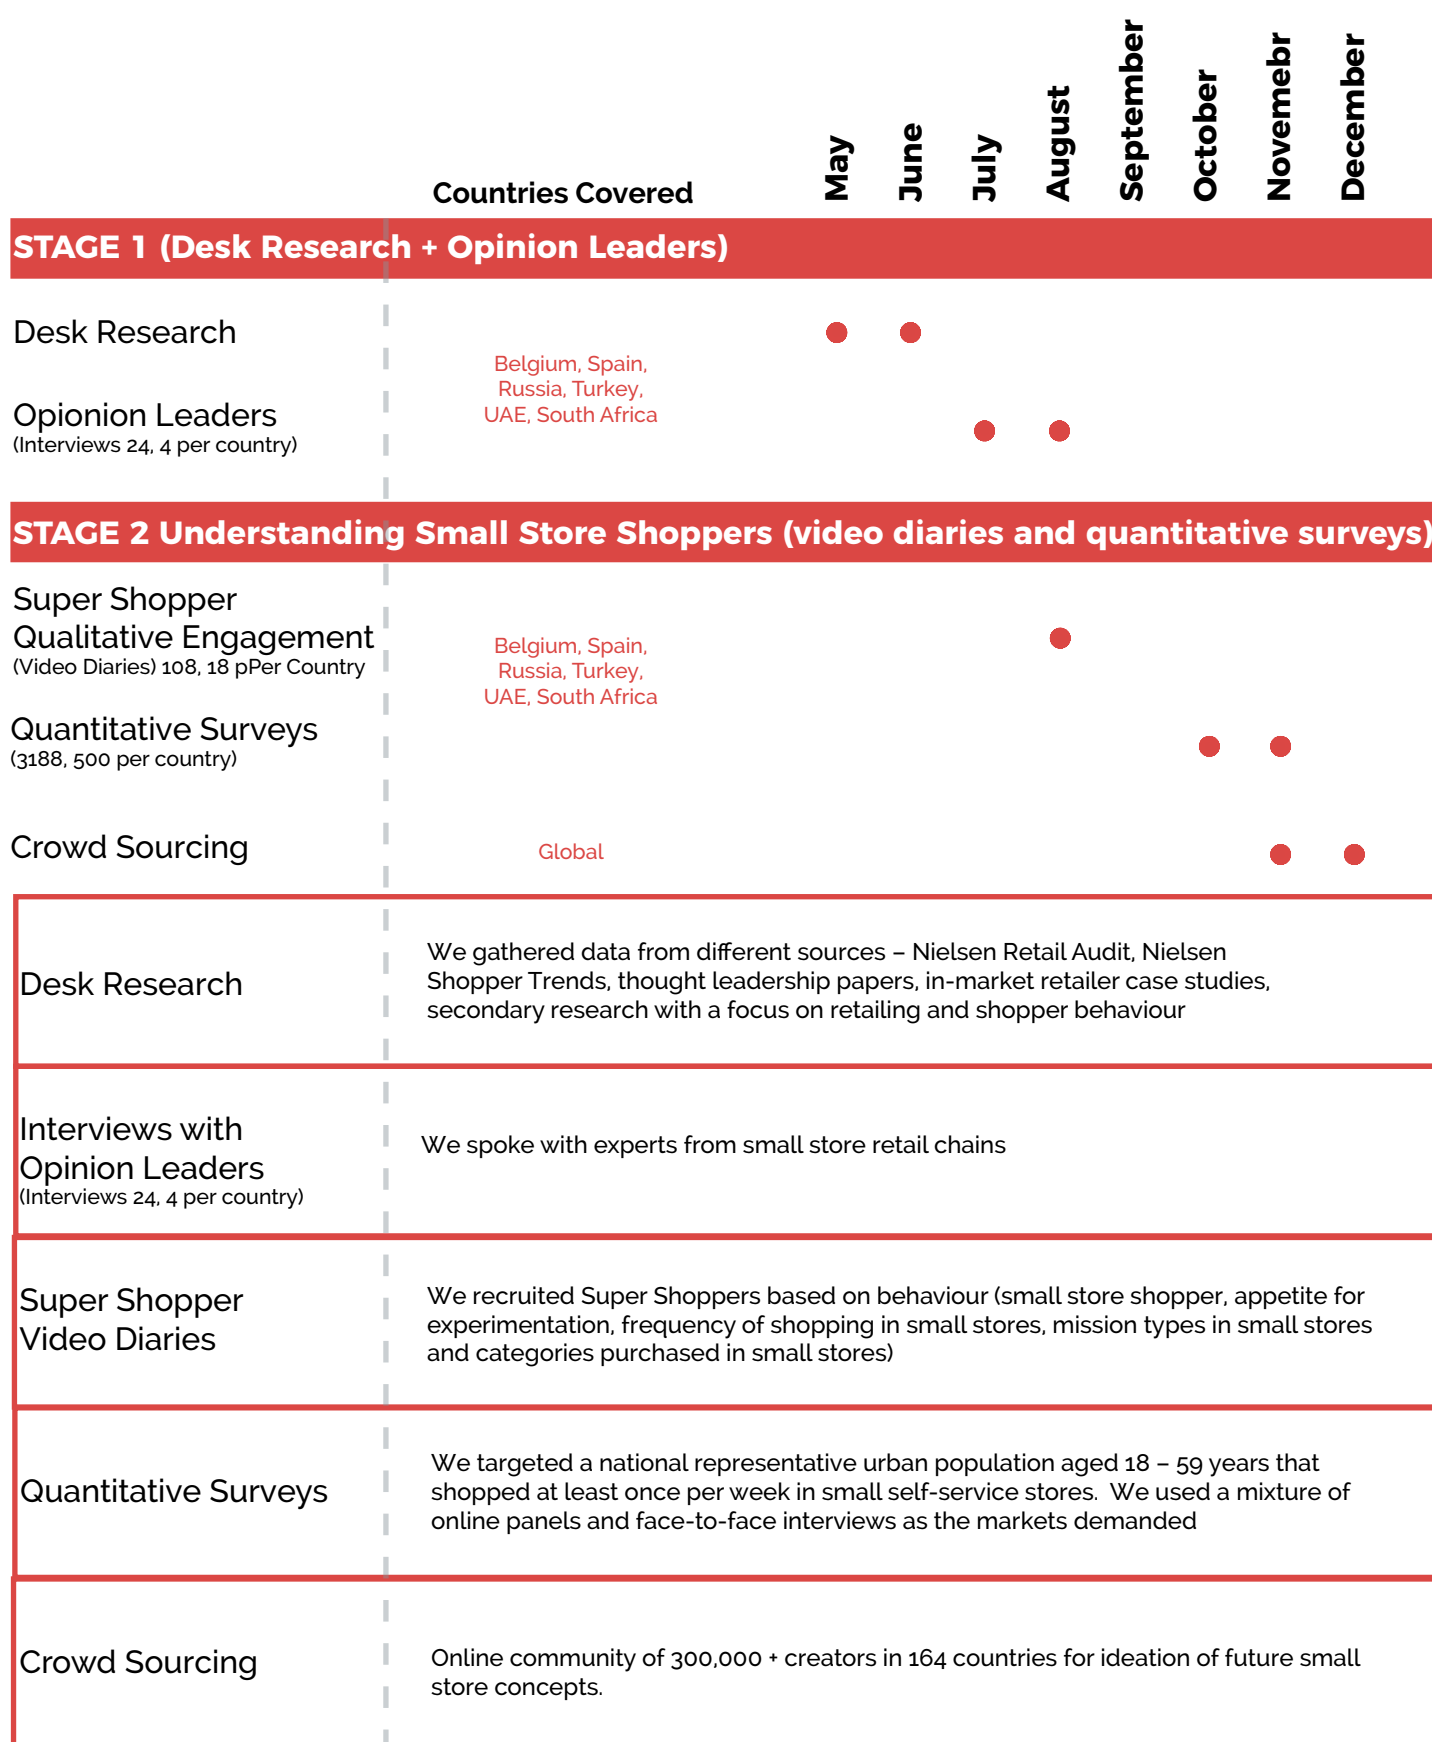 May
June
July
August
September
October
Novemebr
December
Countries Covered
STAGE 1 (Desk Research + Opinion Leaders)
Desk Research
Belgium, Spain,
Russia, Turkey,
UAE, South Africa
Opionion Leaders
(Interviews 24, 4 per country)
STAGE 2 Understanding Small Store Shoppers (video diaries and quantitative surveys)
Super Shopper
Qualitative Engagement
(Video Diaries) 108, 18 pPer Country
Belgium, Spain,
Russia, Turkey,
UAE, South Africa
Quantitative Surveys
(3188, 500 per country)
Crowd Sourcing
Global
Desk Research
We gathered data from different sources – Nielsen Retail Audit, Nielsen
Shopper Trends, thought leadership papers, in-market retailer case studies,
secondary research with a focus on retailing and shopper behaviour
Interviews with
Opinion Leaders
(Interviews 24, 4 per country)
We spoke with experts from small store retail chains
Super Shopper
Video Diaries
We recruited Super Shoppers based on behaviour (small store shopper, appetite for
experimentation, frequency of shopping in small stores, mission types in small stores
and categories purchased in small stores)
Quantitative Surveys
We targeted a national representative urban population aged 18 – 59 years that
shopped at least once per week in small self-service stores.  We used a mixture of
online panels and face-to-face interviews as the markets demanded
Crowd Sourcing
Online community of 300,000 + creators in 164 countries for ideation of future small
store concepts.